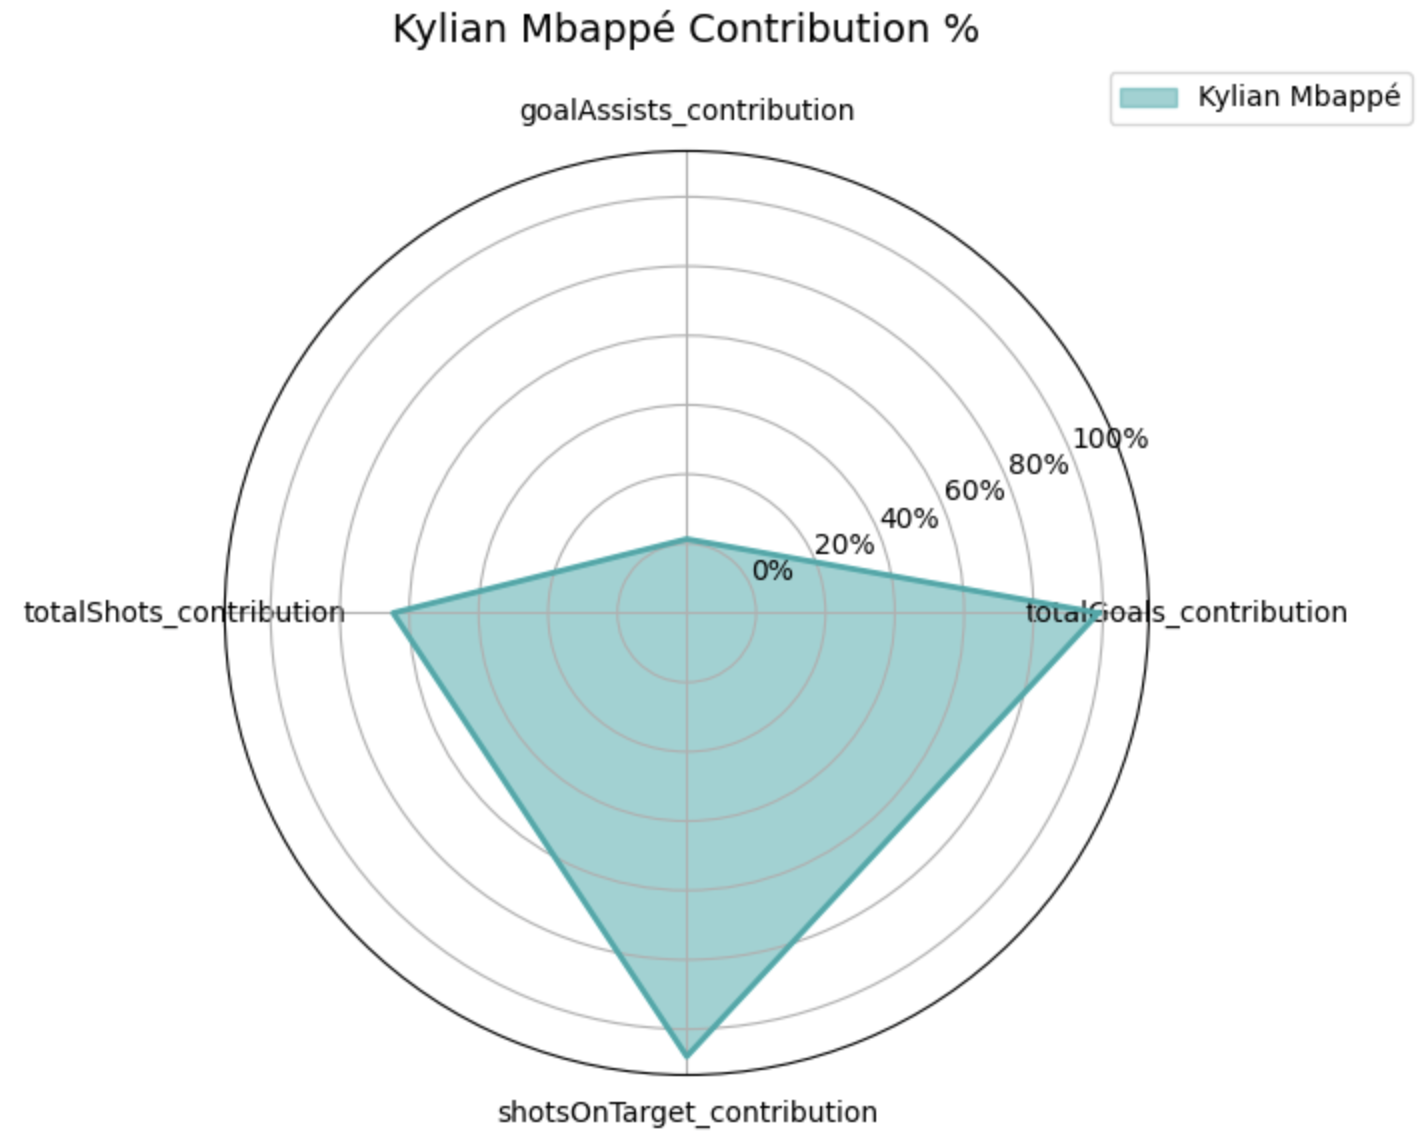 Kylian Mbappé Contribution %
Kylian Mbappé
goalAssists_contribution
100%
80%
60%
40%
20%
0%
totalShots_contribution
totalGoals_contribution
shotsOnTarget_contribution